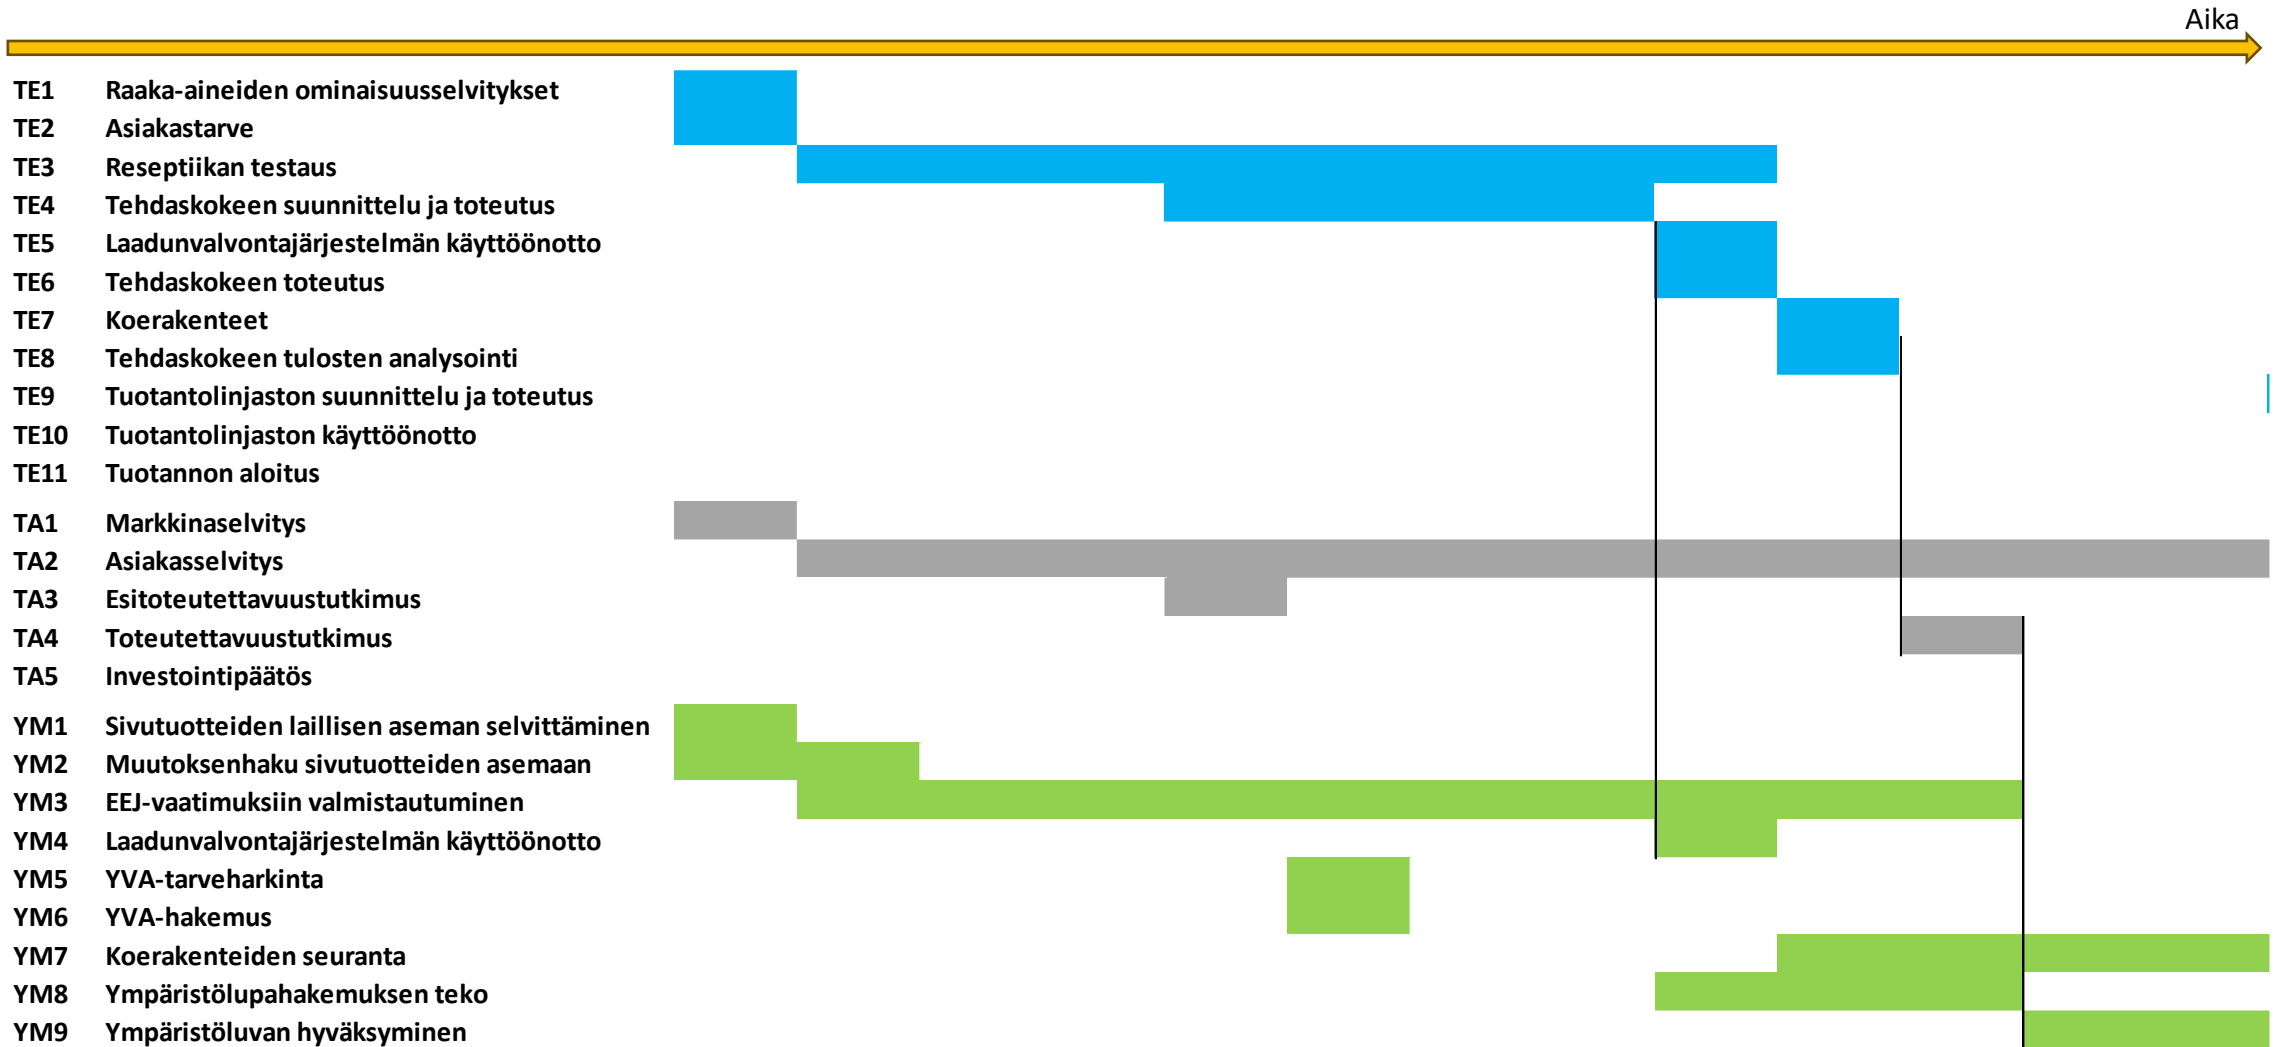 Aika
TE1 Raaka-aineiden ominaisuusselvitykset
TE2 Asiakastarve
TE3 Reseptiikan testaus
TE4 Tehdaskokeen suunnittelu ja toteutus
TE5 Laadunvalvontajärjestelmän käyttöönotto
TE6 Tehdaskokeen toteutus
TE7 Koerakenteet
TE8 Tehdaskokeen tulosten analysointi
TE9 Tuotantolinjaston suunnittelu ja toteutus
TE10 Tuotantolinjaston käyttöönotto
TE11 Tuotannon aloitus
TA1 Markkinaselvitys
TA2 Asiakasselvitys
TA3 Esitoteutettavuustutkimus
TA4 Toteutettavuustutkimus
TA5 Investointipäätös
YM1 Sivutuotteiden laillisen aseman selvittäminen
YM2 Muutoksenhaku sivutuotteiden asemaan
YM3 EEJ-vaatimuksiin valmistautuminen
YM4 Laadunvalvontajärjestelmän käyttöönotto
YM5 YVA-tarveharkinta
YM6 YVA-hakemus
YM7 Koerakenteiden seuranta
YM8 Ympäristölupahakemuksen teko
YM9 Ympäristöluvan hyväksyminen